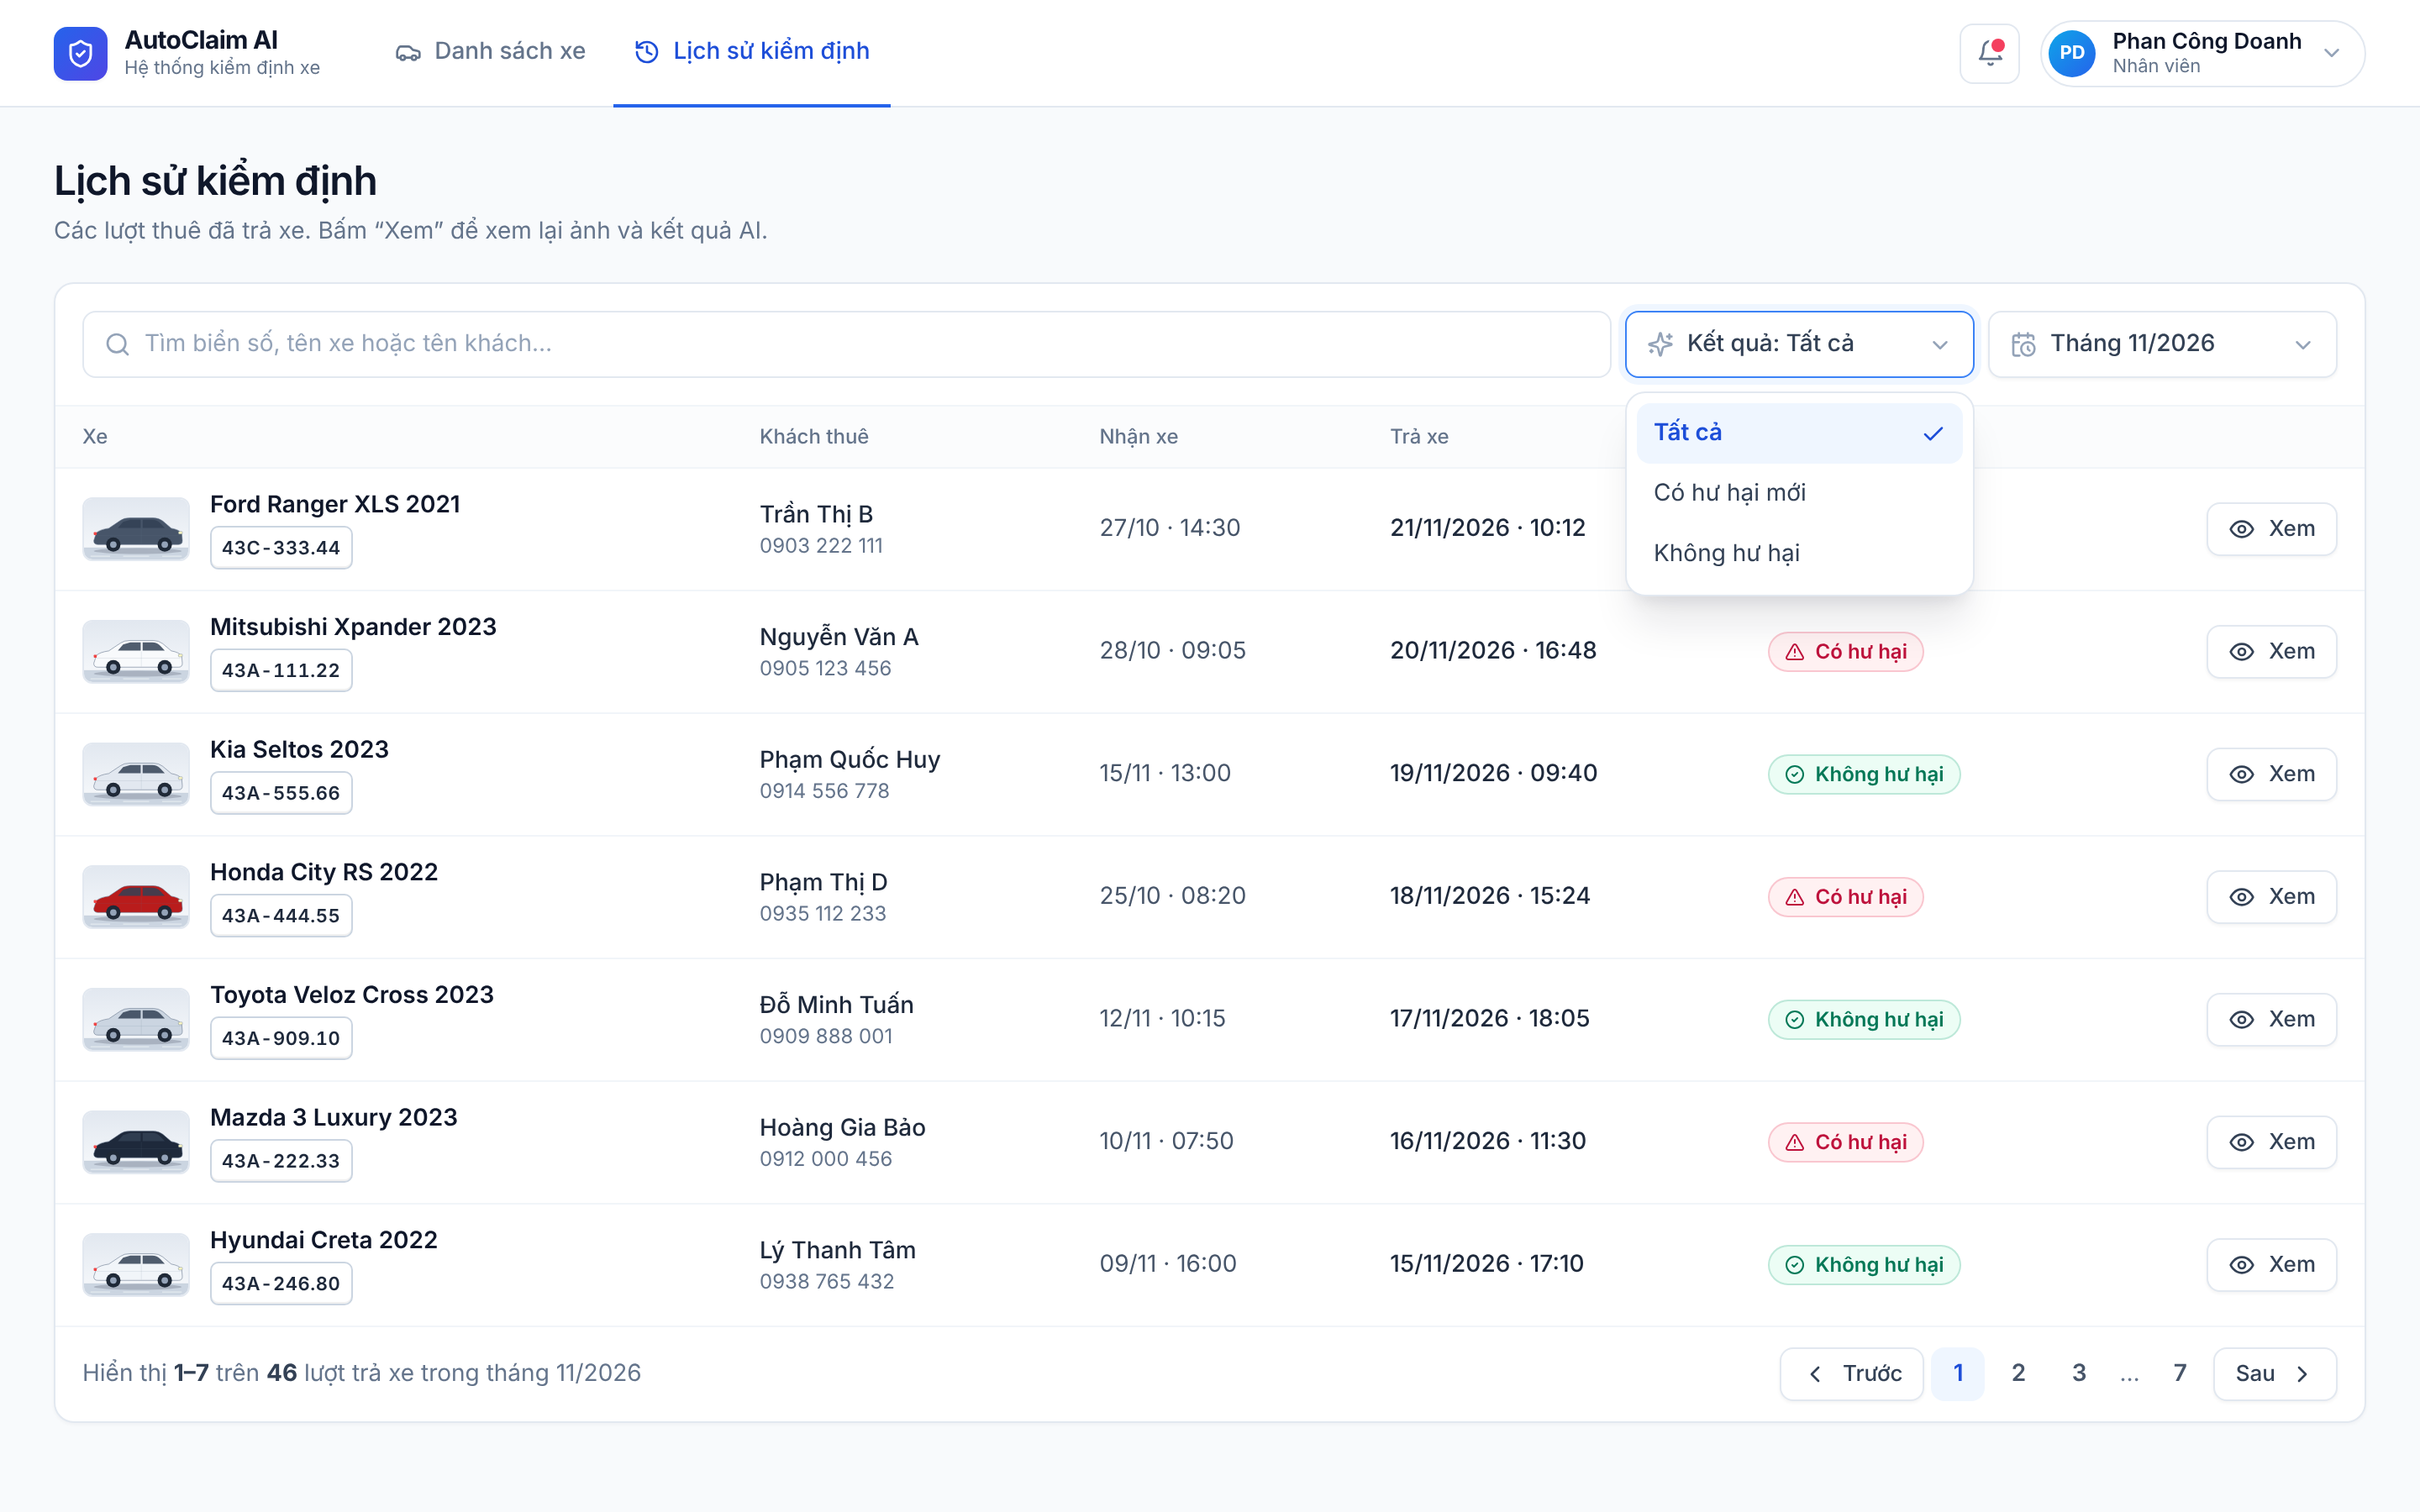 AutoClaim AI
Hệ thống kiểm định xe
Danh sách xe
Lịch sử kiểm định
PD
Phan Công Doanh
Nhân viên
Lịch sử kiểm định
Các lượt thuê đã trả xe. Bấm “Xem” để xem lại ảnh và kết quả AI.
Tìm biển số, tên xe hoặc tên khách...
Kết quả: Tất cả
Tháng 11/2026
Tất cả
Có hư hại mới
Không hư hại
Xe Khách thuê Nhận xe Trả xe
Ford Ranger XLS 2021
43C-333.44
Trần Thị B
0903 222 111
27/10 · 14:30
21/11/2026 · 10:12
Xem
Mitsubishi Xpander 2023
43A-111.22
Nguyễn Văn A
0905 123 456
28/10 · 09:05
20/11/2026 · 16:48
Có hư hại
Xem
Kia Seltos 2023
43A-555.66
Phạm Quốc Huy
0914 556 778
15/11 · 13:00
19/11/2026 · 09:40
Không hư hại
Xem
Honda City RS 2022
43A-444.55
Phạm Thị D
0935 112 233
25/10 · 08:20
18/11/2026 · 15:24
Có hư hại
Xem
Toyota Veloz Cross 2023
43A-909.10
Đỗ Minh Tuấn
0909 888 001
12/11 · 10:15
17/11/2026 · 18:05
Không hư hại
Xem
Mazda 3 Luxury 2023
43A-222.33
Hoàng Gia Bảo
0912 000 456
10/11 · 07:50
16/11/2026 · 11:30
Có hư hại
Xem
Hyundai Creta 2022
43A-246.80
Lý Thanh Tâm
0938 765 432
09/11 · 16:00
15/11/2026 · 17:10
Không hư hại
Xem
Hiển thị 1–7 trên 46 lượt trả xe trong tháng 11/2026
Trước 1 2 3 ... 7 Sau